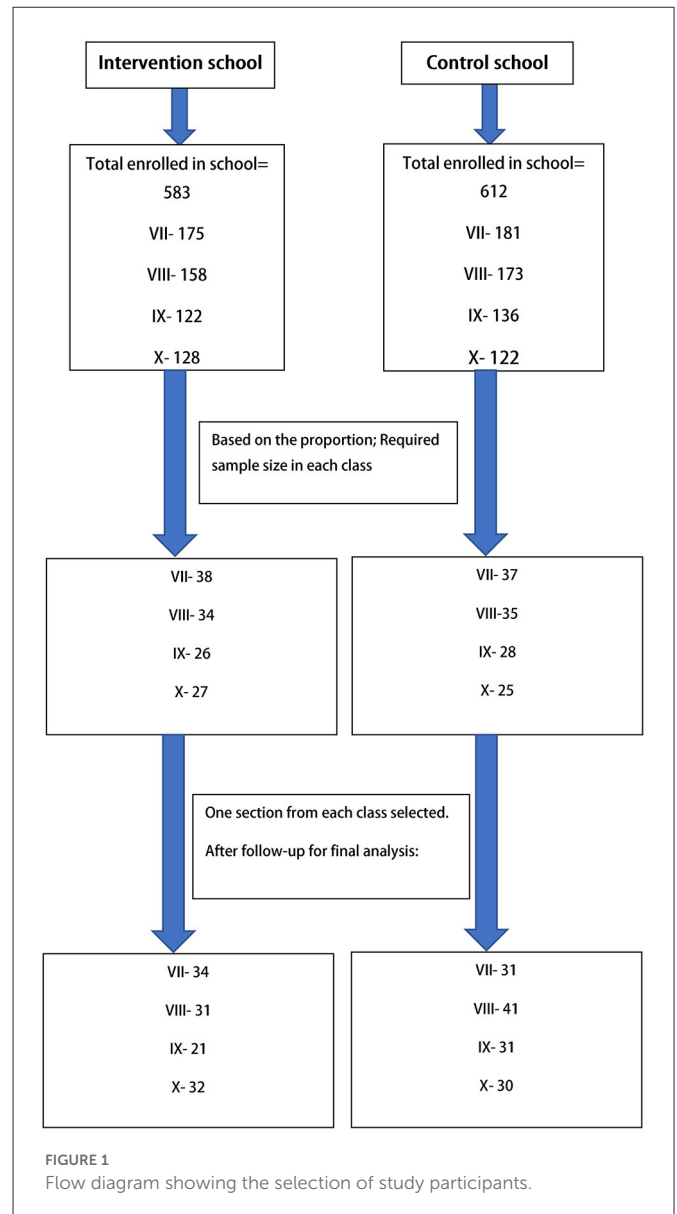 Intervention school
Control school
Total enrolled in school=
583
VII- 175
VIII- 158
IX- 122
X- 128
Total enrolled in school=
612
VII- 181
VIII- 173
IX- 136
X- 122
Based on the proportion; Required
sample size in each class
VII- 38
VIII- 34
IX- 26
X- 27
VII- 37
VIII-35
IX- 28
X- 25
One section from each class selected.
After follow-up for final analysis:
VII- 34
VIII- 31
IX- 21
X- 32
VII- 31
VIII- 41
IX- 31
X- 30
FIGURE 1
Flow diagram showing the selection of study participants.